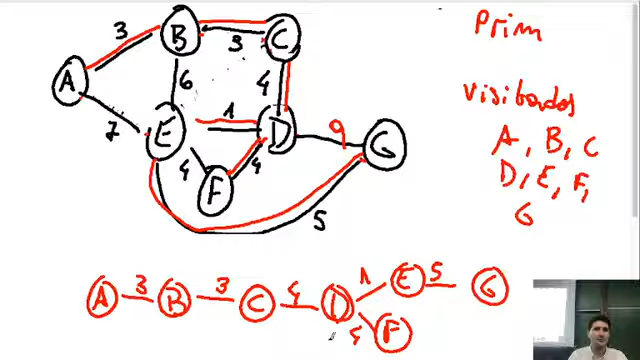 Prim
Visitados
A, B, C
D, E, F,
G
3 B 3 C
A 6 4
7 E 1 D 9 G
4 F 4
5
A 3 B 3 C 4 D 1 E 5 G
4 F